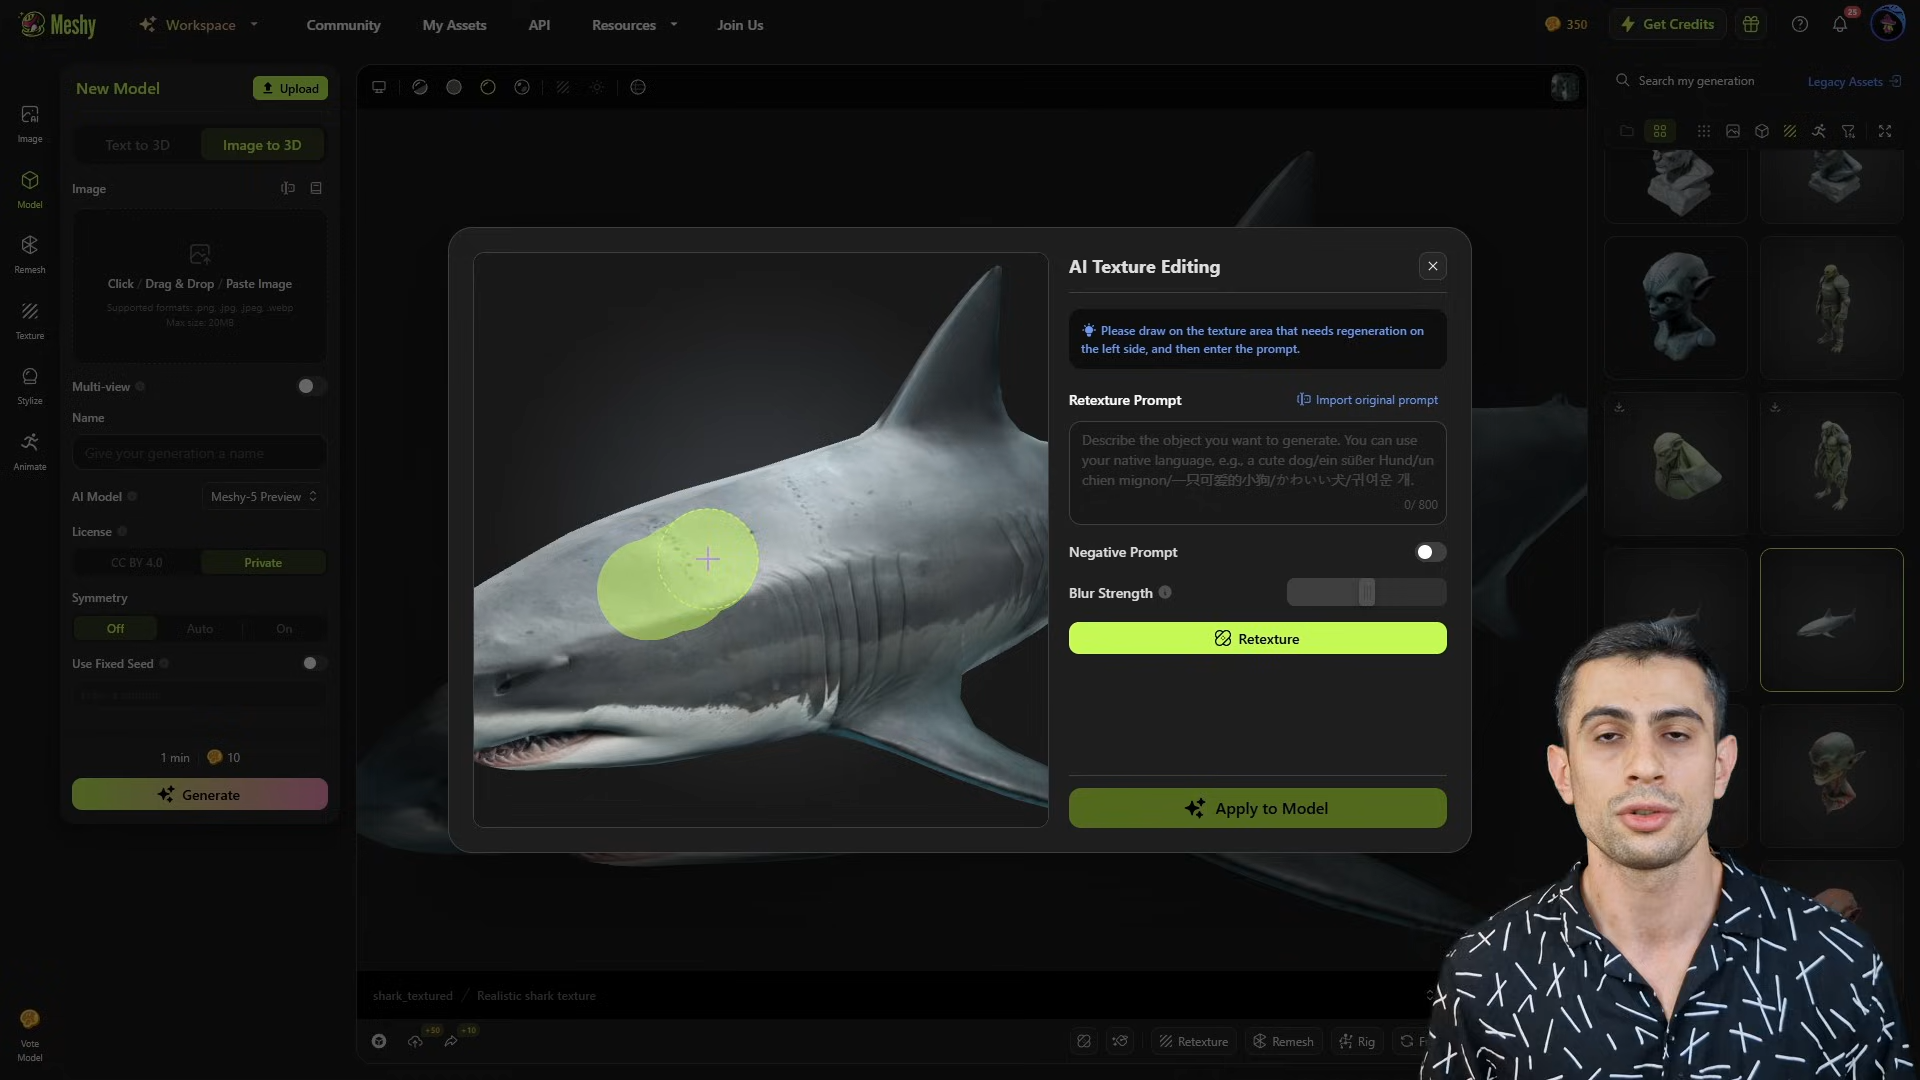 Meshy
Workspace
Community
My Assets
API
Resources
Join Us
350
Get Credits
25
New Model
Upload
Text to 3D
Image to 3D
Image
Click / Drag & Drop / Paste Image
Supported formats: .png, .jpg, .jpeg, .webp
Max size: 20MB
Multi-view
Name
Give your generation a name
AI Model
Meshy-5 Preview
License
CC BY 4.0
Private
Symmetry
Off
Auto
On
Use Fixed Seed
1 min
10
Generate
Image
Model
Remesh
Texture
Stylize
Animate
Vote
Model
AI Texture Editing
Please draw on the texture area that needs regeneration on
the left side, and then enter the prompt.
Retexture Prompt
Import original prompt
Describe the object you want to generate. You can use
your native language, e.g., a cute dog/ein süßer Hund/un
chien mignon/一只可爱的小狗/かわいい犬/귀여운 개.
0/ 800
Negative Prompt
Blur Strength
Retexture
Apply to Model
Search my generation
Legacy Assets
shark_textured / Realistic shark texture
+50
+10
Retexture
Remesh
Rig